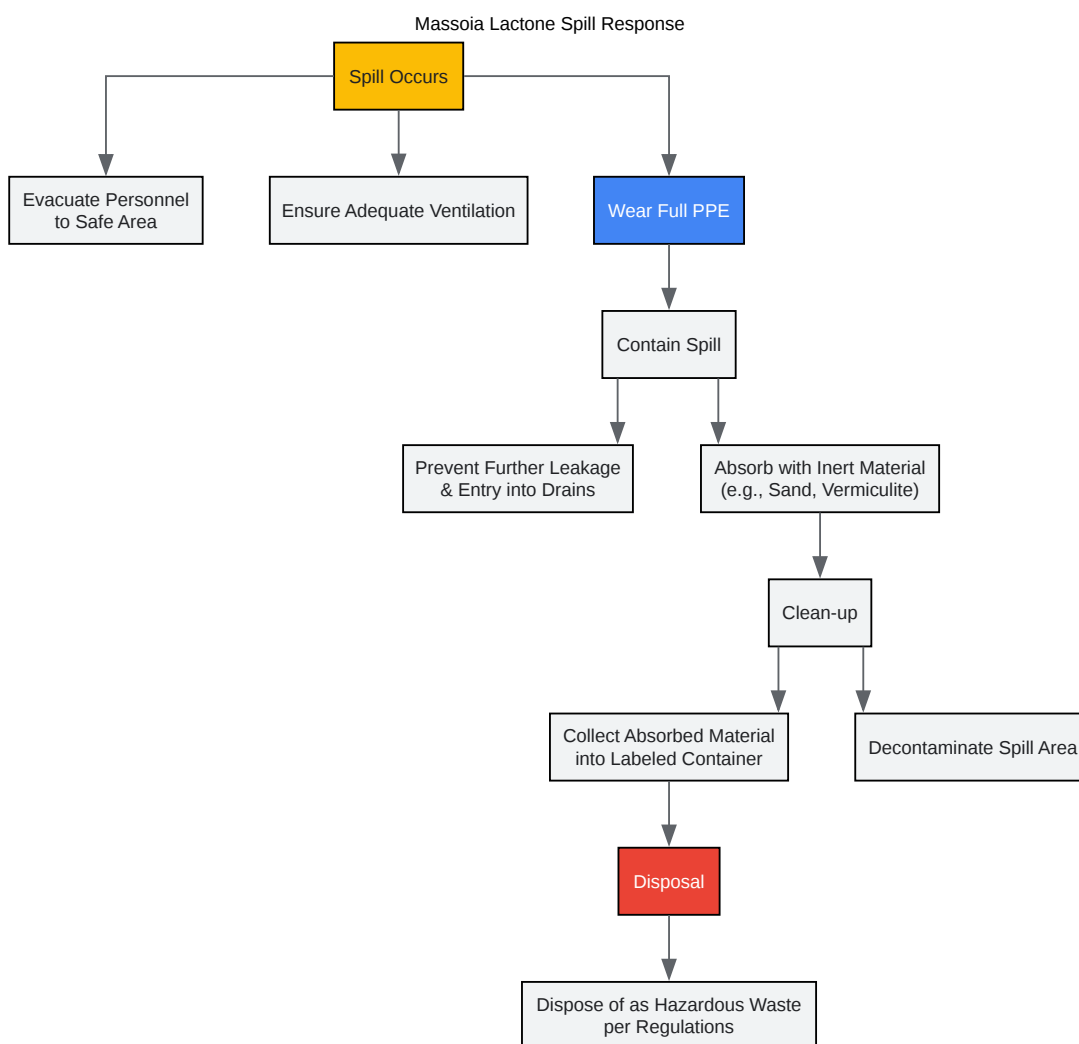 Massoia Lactone Spill Response
Spill Occurs
Evacuate Personnel
to Safe Area
Ensure Adequate Ventilation
Wear Full PPE
Contain Spill
Prevent Further Leakage
& Entry into Drains
Absorb with Inert Material
(e.g., Sand, Vermiculite)
Clean-up
Collect Absorbed Material
into Labeled Container
Decontaminate Spill Area
Disposal
Dispose of as Hazardous Waste
per Regulations